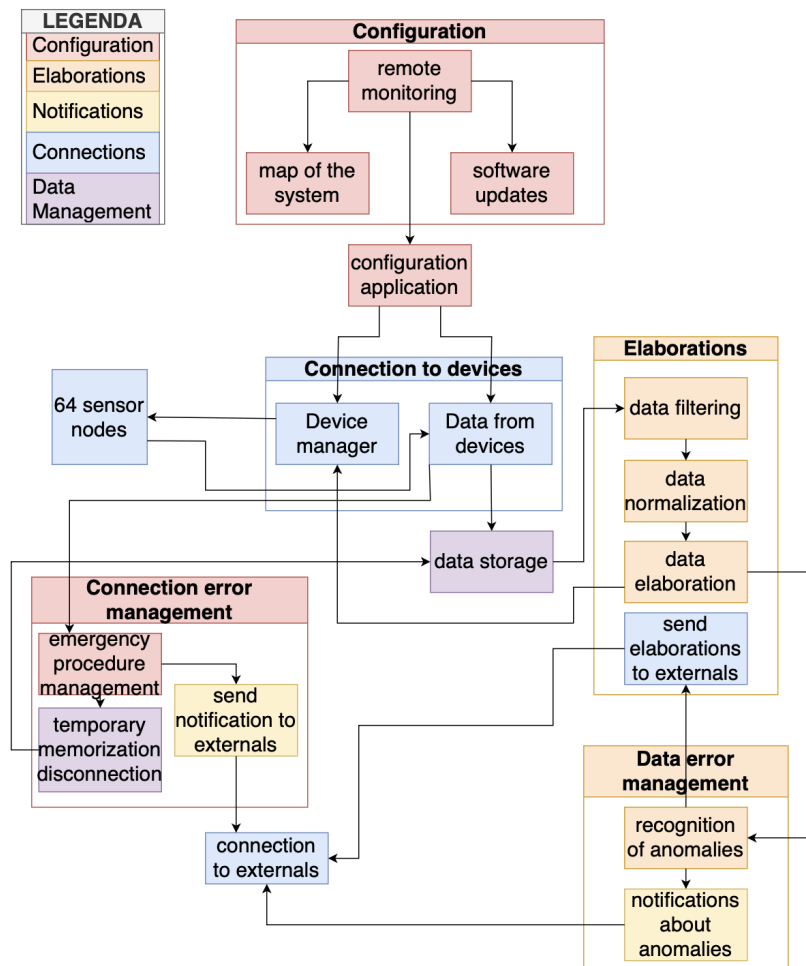 LEGENDA
Configuration
Elaborations
Notifications
Connections
Data
Management
Configuration
remote
monitoring
map of the
system
software
updates
configuration
application
Connection to devices
64 sensor
nodes
Device
manager
Data from
devices
data storage
Elaborations
data filtering
data
normalization
data
elaboration
send
elaborations
to externals
Connection error
management
emergency
procedure
management
temporary
memorization
disconnection
send
notification to
externals
connection
to externals
Data error
management
recognition
of anomalies
notifications
about
anomalies